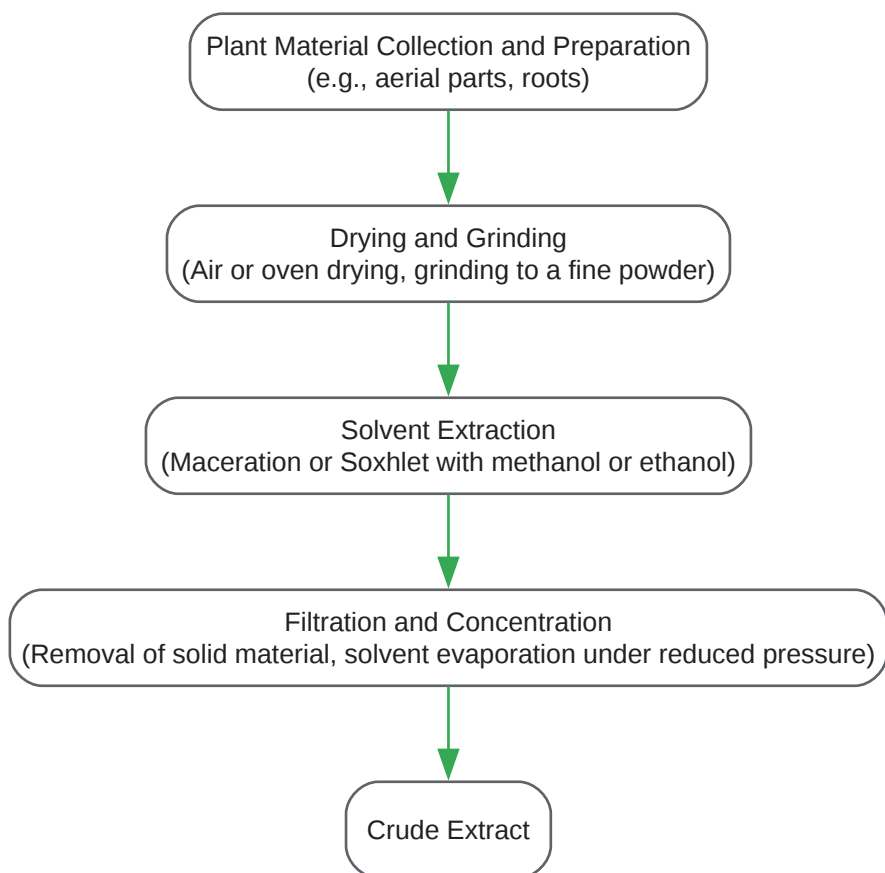 Plant Material Collection and Preparation
(e.g., aerial parts, roots)
Drying and Grinding
(Air or oven drying, grinding to a fine powder)
Solvent Extraction
(Maceration or Soxhlet with methanol or ethanol)
Filtration and Concentration
(Removal of solid material, solvent evaporation under reduced pressure)
Crude Extract